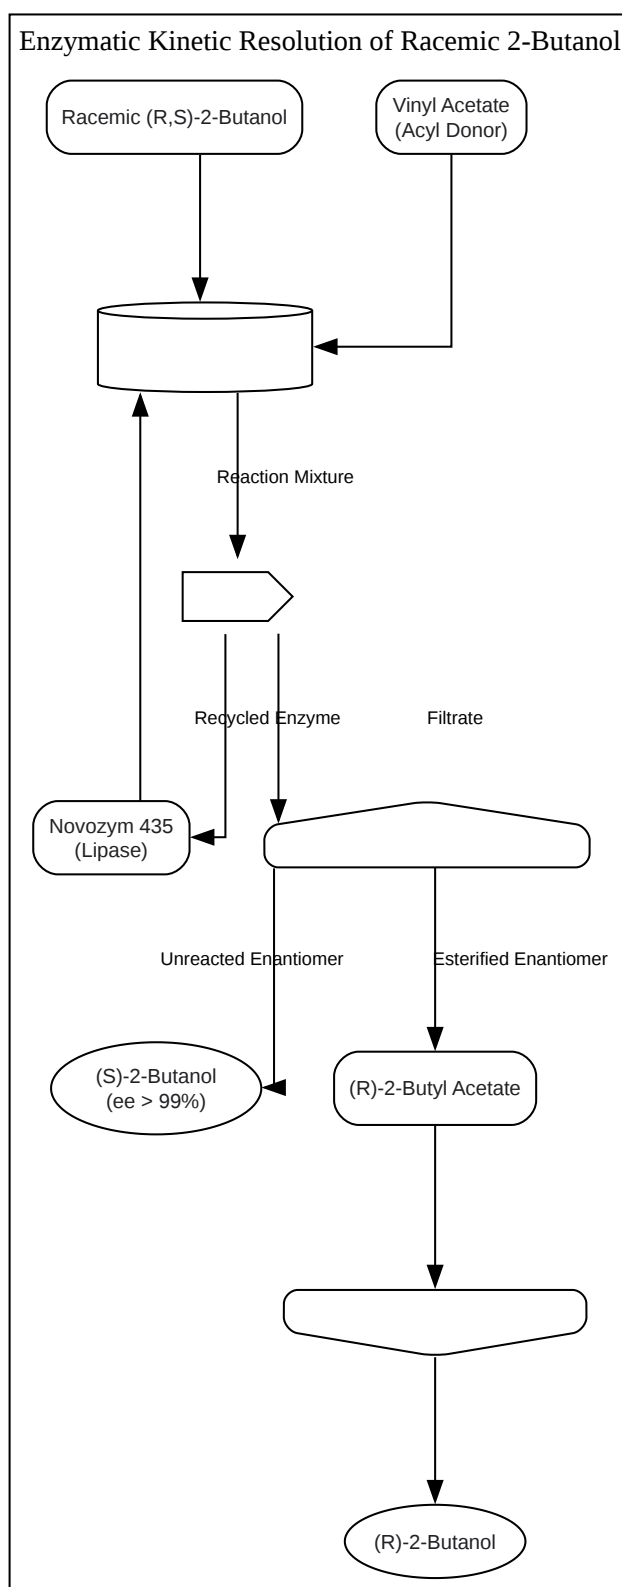 Enzymatic Kinetic Resolution of Racemic 2-Butanol
Racemic (R,S)-2-Butanol
Vinyl Acetate
(Acyl Donor)
Reaction Mixture
Recycled Enzyme
Filtrate
Novozym 435
(Lipase)
Unreacted Enantiomer
Esterified Enantiomer
(S)-2-Butanol
(ee > 99%)
(R)-2-Butyl Acetate
(R)-2-Butanol